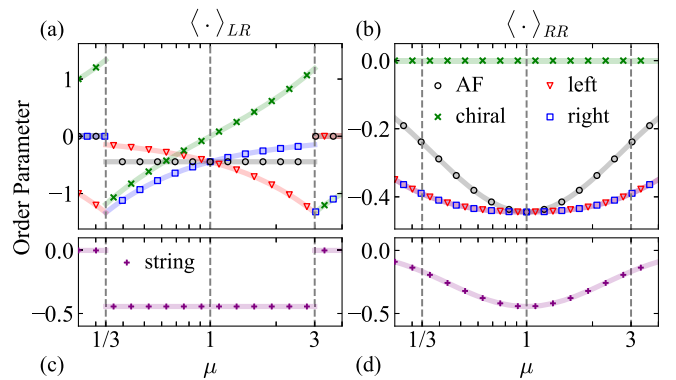 (a) ⟨ · ⟩LR (b) ⟨ · ⟩RR
Order Parameter
1
0
−1
0.0
−0.2
−0.4
AF left
chiral right
0.0
−0.5
string
0.0
−0.5
1/3 1 3
1/3 1 3
(c) μ (d) μ